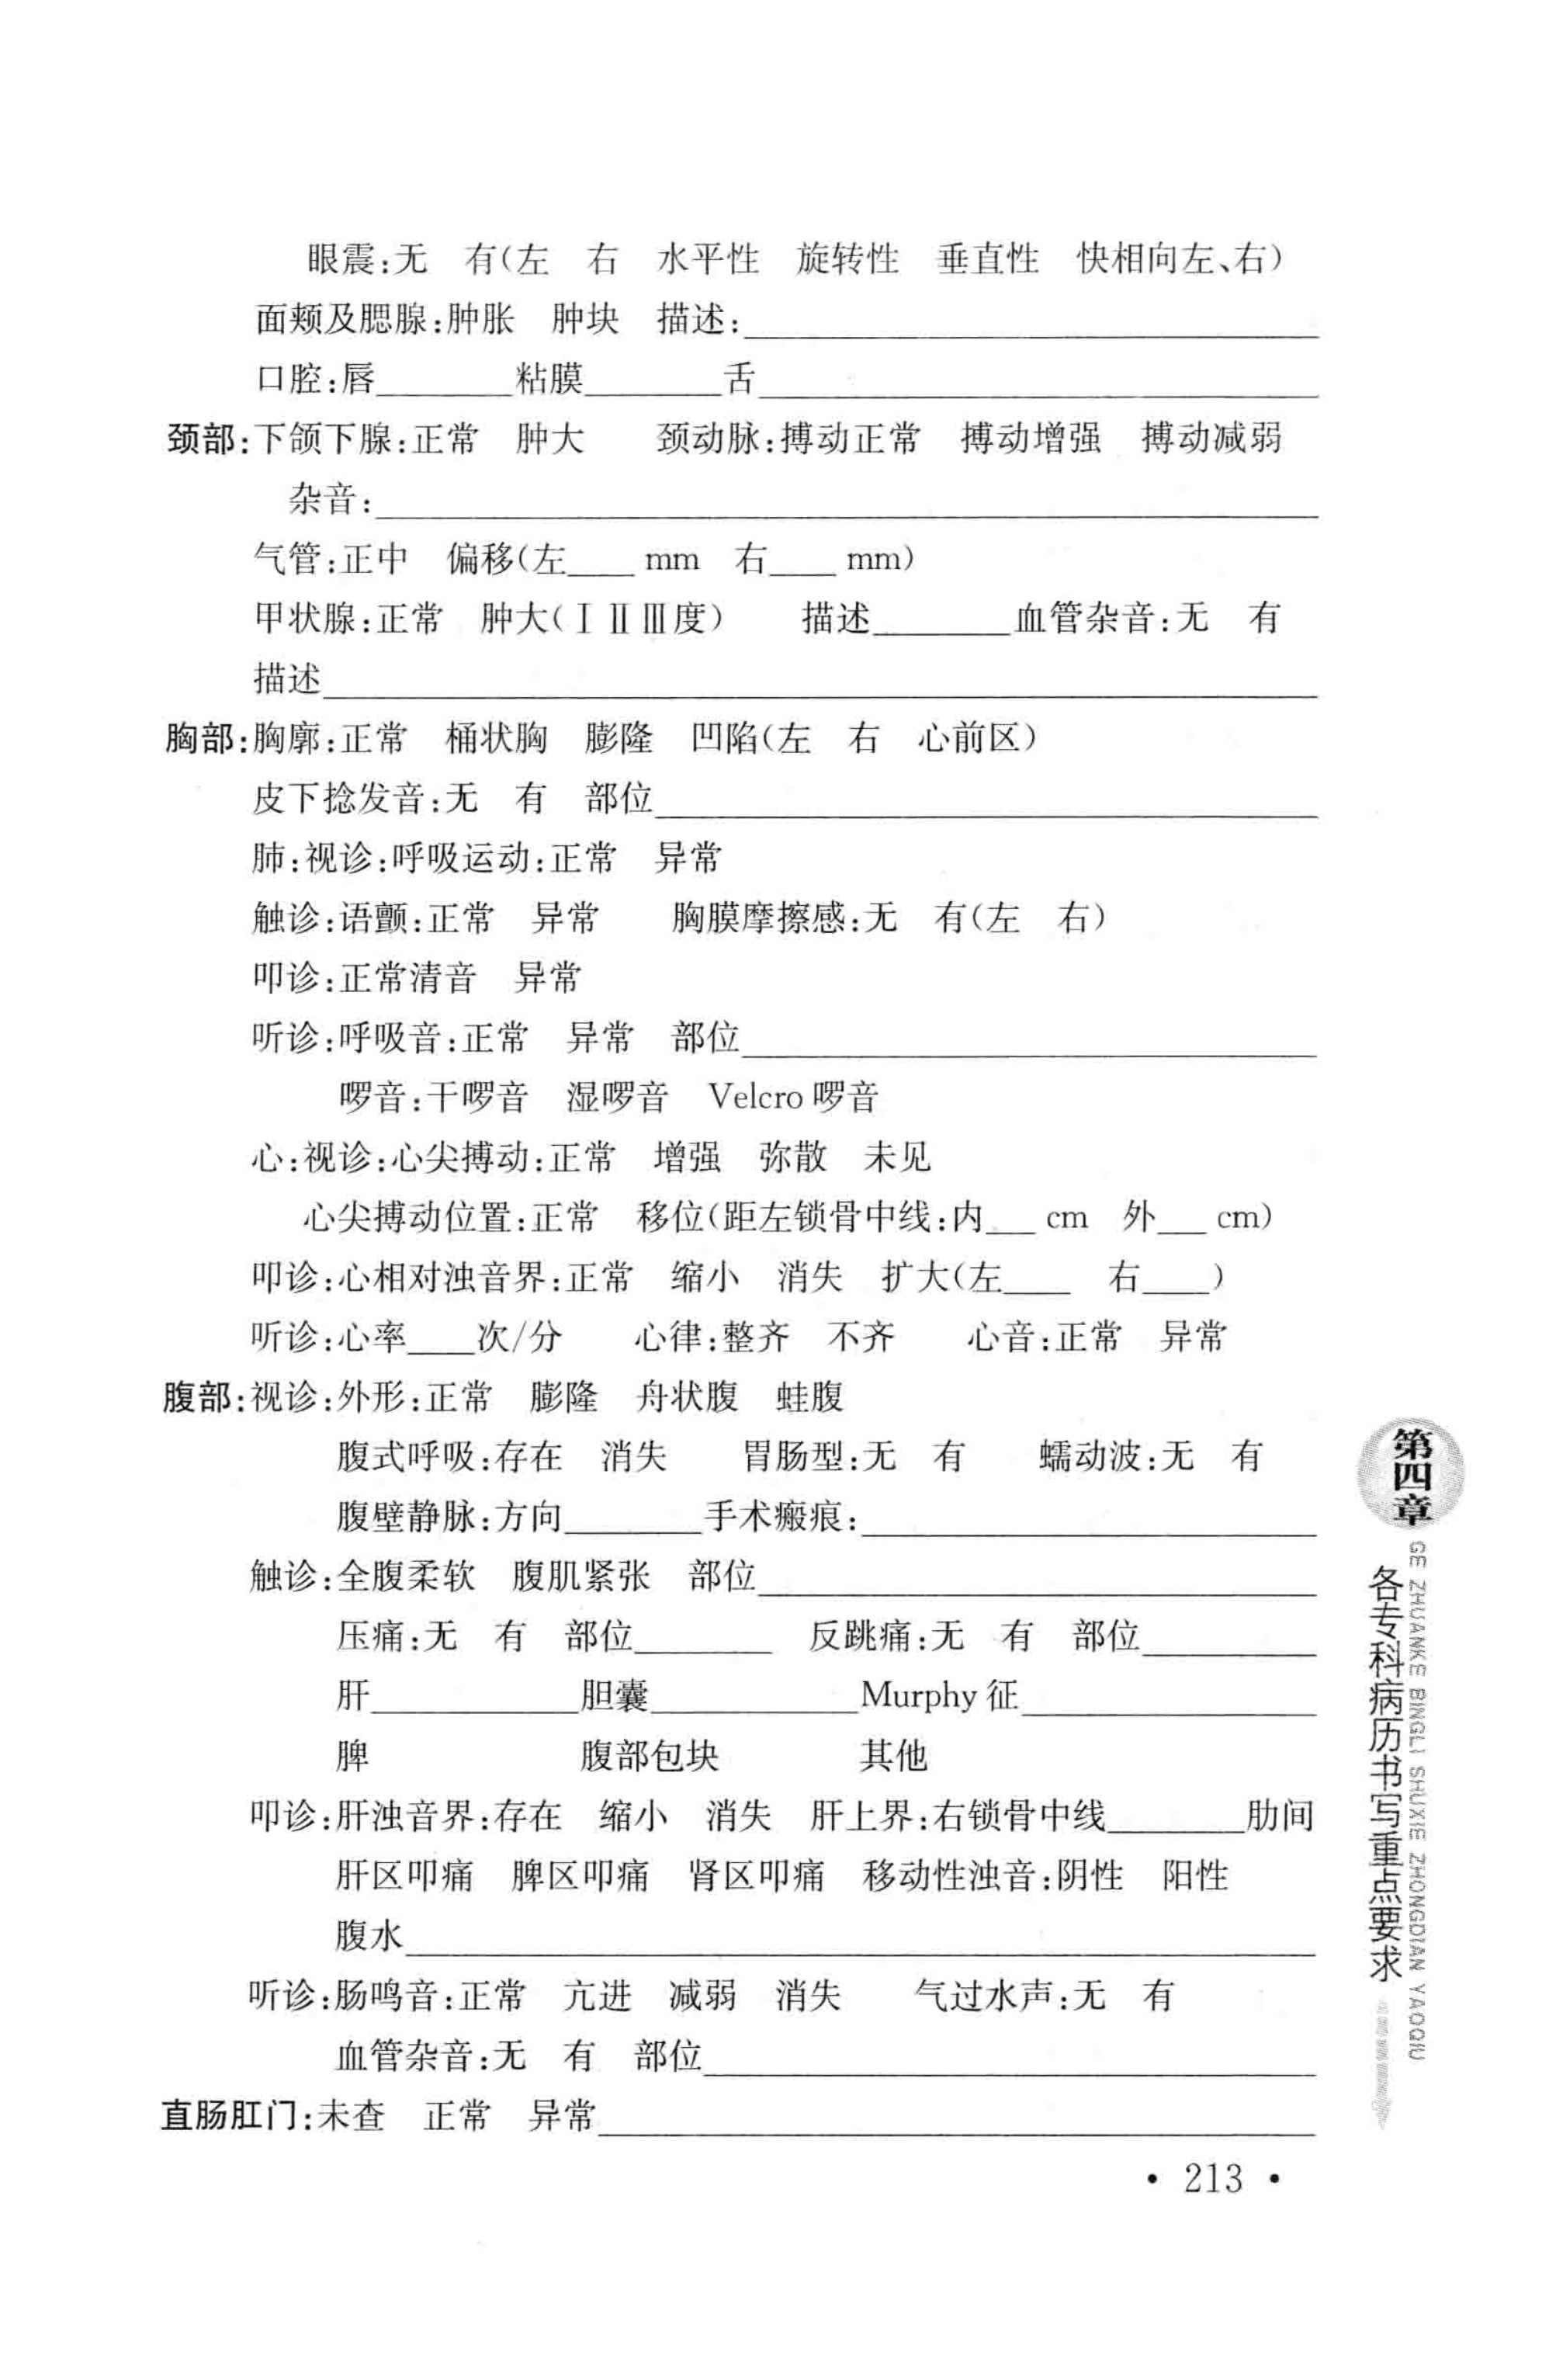 眼震:无　有(左　右　水平性　旋转性　垂直性　快相向左、右)
面颊及腮腺:肿胀　肿块　描述:________________
口腔:唇________粘膜________舌________________
颈部:下颌下腺:正常　肿大　　颈动脉:搏动正常　搏动增强　搏动减弱
杂音:________________
气管:正中　偏移(左____ mm　右____ mm)
甲状腺:正常　肿大(Ⅰ Ⅱ Ⅲ度)　　描述________血管杂音:无　有
描述________________
胸部:胸廓:正常　桶状胸　膨隆　凹陷(左　右　心前区)
皮下捻发音:无　有　部位________________
肺:视诊:呼吸运动:正常　异常
触诊:语颤:正常　异常　　胸膜摩擦感:无　有(左　右)
叩诊:正常清音　异常
听诊:呼吸音:正常　异常　部位________________
啰音:干啰音　湿啰音　Velcro 啰音
心:视诊:心尖搏动:正常　增强　弥散　未见
心尖搏动位置:正常　移位(距左锁骨中线:内___ cm　外___ cm)
叩诊:心相对浊音界:正常　缩小　消失　扩大(左____　右____)
听诊:心率____次/分　　心律:整齐　不齐　　心音:正常　异常
腹部:视诊:外形:正常　膨隆　舟状腹　蛙腹
腹式呼吸:存在　消失　　胃肠型:无　有　　蠕动波:无　有
腹壁静脉:方向________手术瘢痕:________________
触诊:全腹柔软　腹肌紧张　部位________________
压痛:无　有　部位________　反跳痛:无　有　部位________
肝____________胆囊____________Murphy 征________________
脾　　　　　　腹部包块　　　　其他
叩诊:肝浊音界:存在　缩小　消失　肝上界:右锁骨中线________肋间
肝区叩痛　脾区叩痛　肾区叩痛　移动性浊音:阴性　阳性
腹水________________
听诊:肠鸣音:正常　亢进　减弱　消失　　气过水声:无　有
血管杂音:无　有　部位________________
直肠肛门:未查　正常　异常________________
第四章
各专科病历书写重点要求
GE ZHUANKE BINGLI SHUXIE ZHONGDIAN YAOQIU
· 213 ·